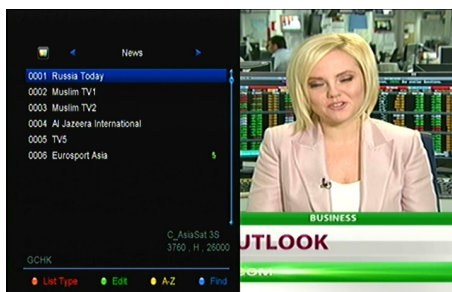 News
0001 Russia Today
0002 Muslim TV1
0003 Muslim TV2
0004 Al Jazeera International
0005 TV5
0006 Eurosport Asia
$
C_AsiaSat 3S
3760 , H , 26000
GCHK
List Type
Edit
A-Z
Find
BUSINESS
UTLOOK
.COM